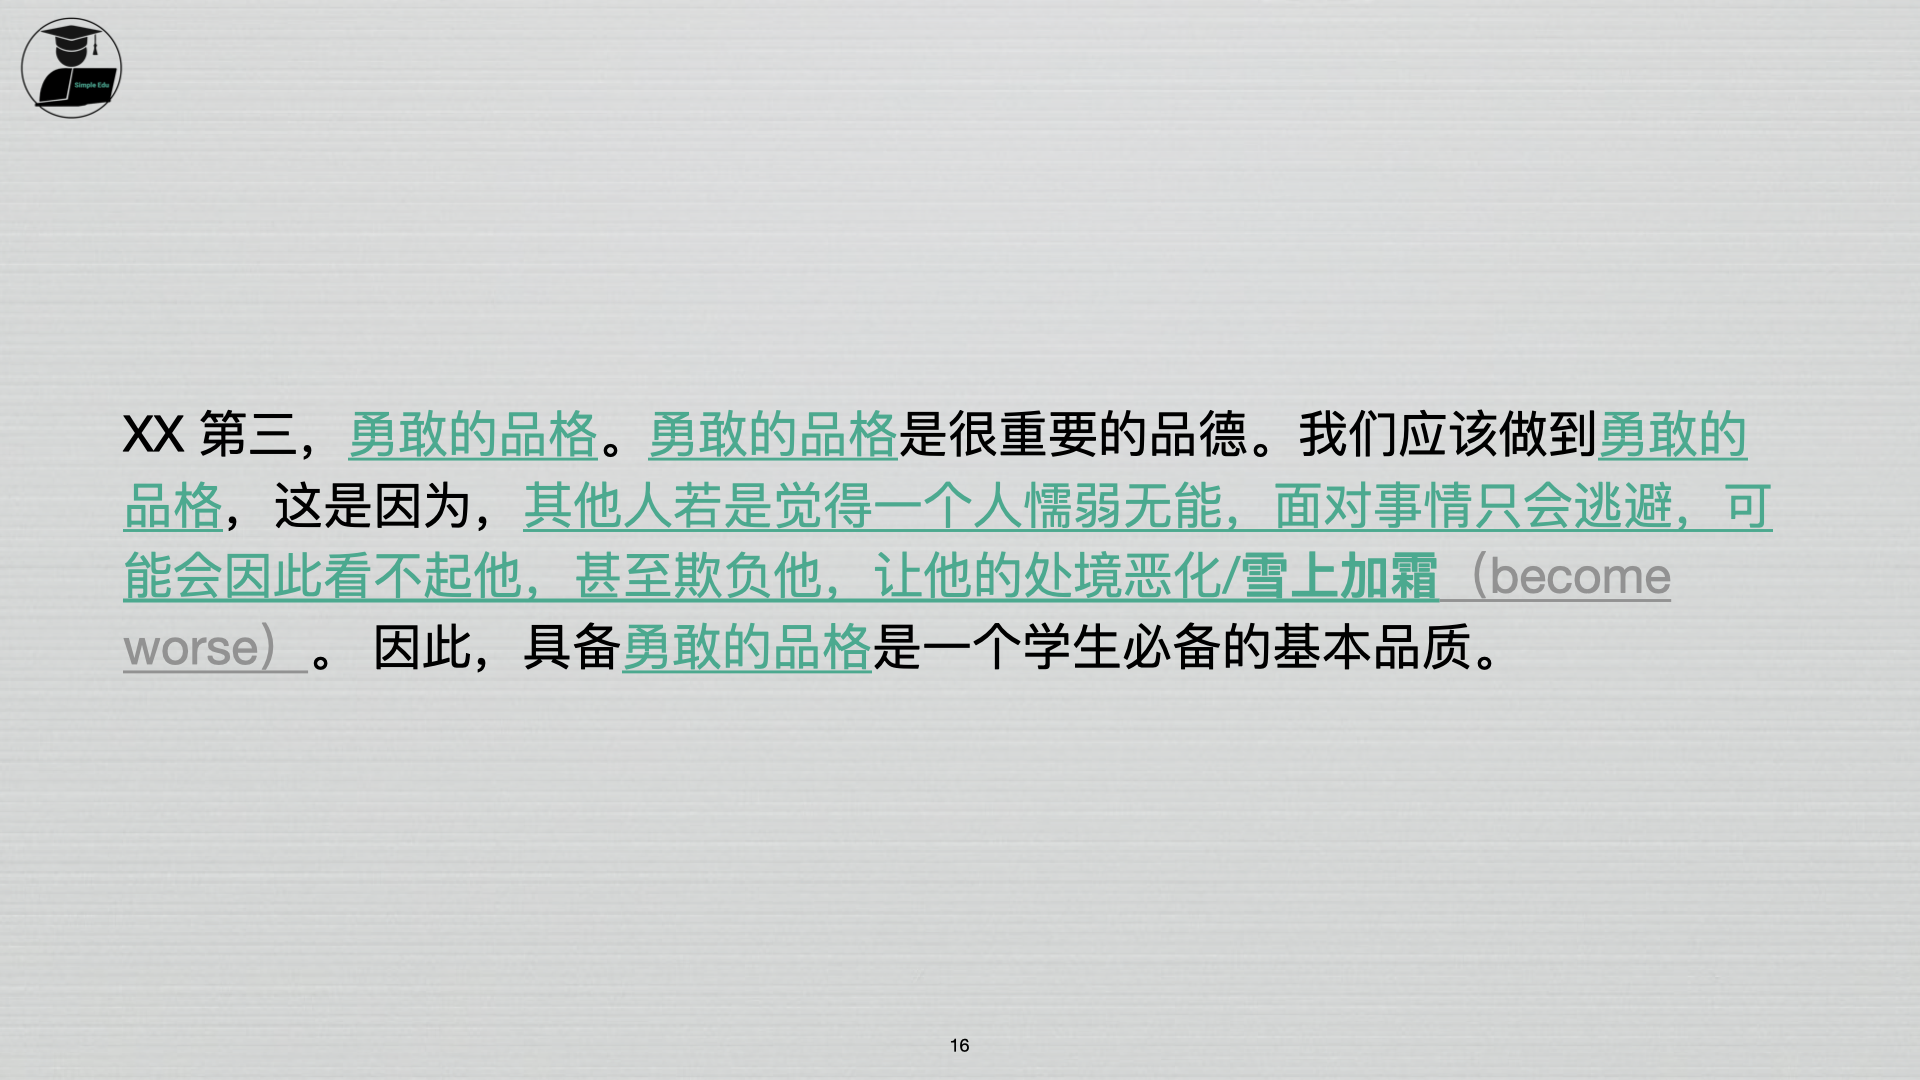 Simple Edu
XX 第三，勇敢的品格。勇敢的品格是很重要的品德。我们应该做到勇敢的
品格，这是因为，其他人若是觉得一个人懦弱无能，面对事情只会逃避，可
能会因此看不起他，甚至欺负他，让他的处境恶化/雪上加霜（become
worse）。 因此，具备勇敢的品格是一个学生必备的基本品质。
16